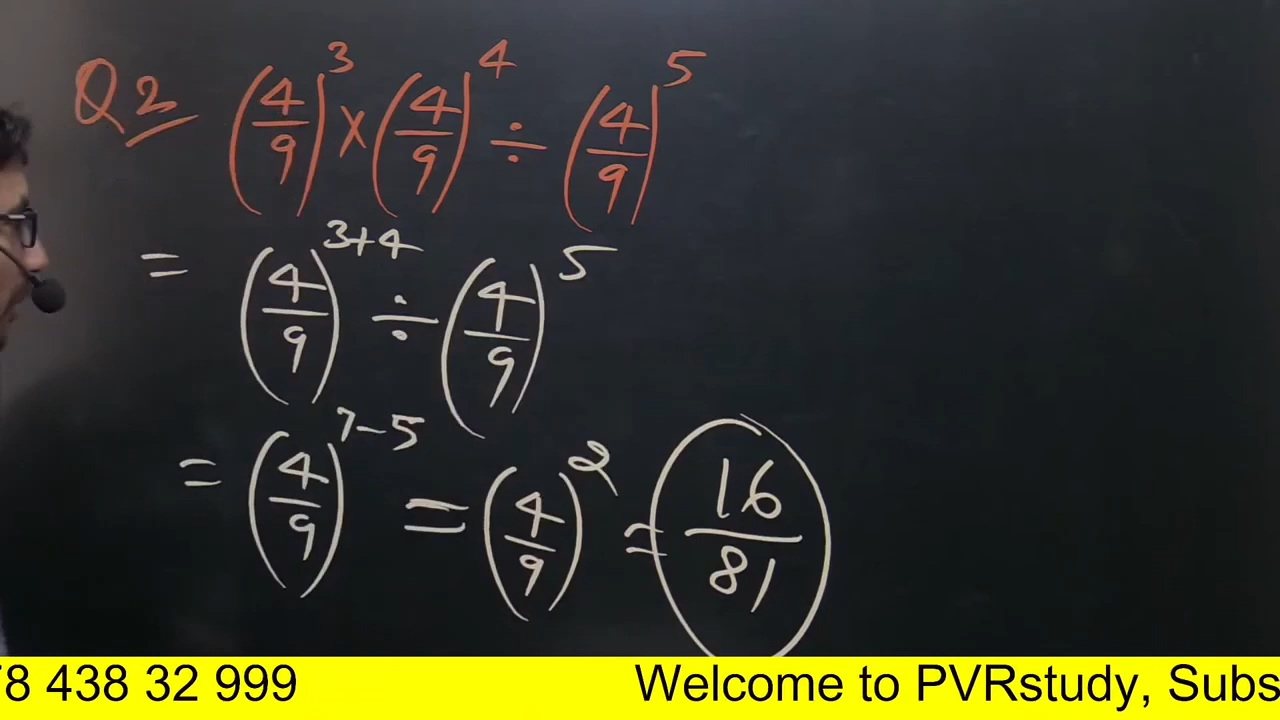 Q2 (4/9)^3 × (4/9)^4 ÷ (4/9)^5
= (4/9)^3+4 ÷ (4/9)^5
= (4/9)^7-5 = (4/9)^2 = 16/81
78 438 32 999 Welcome to PVRstudy, Subs